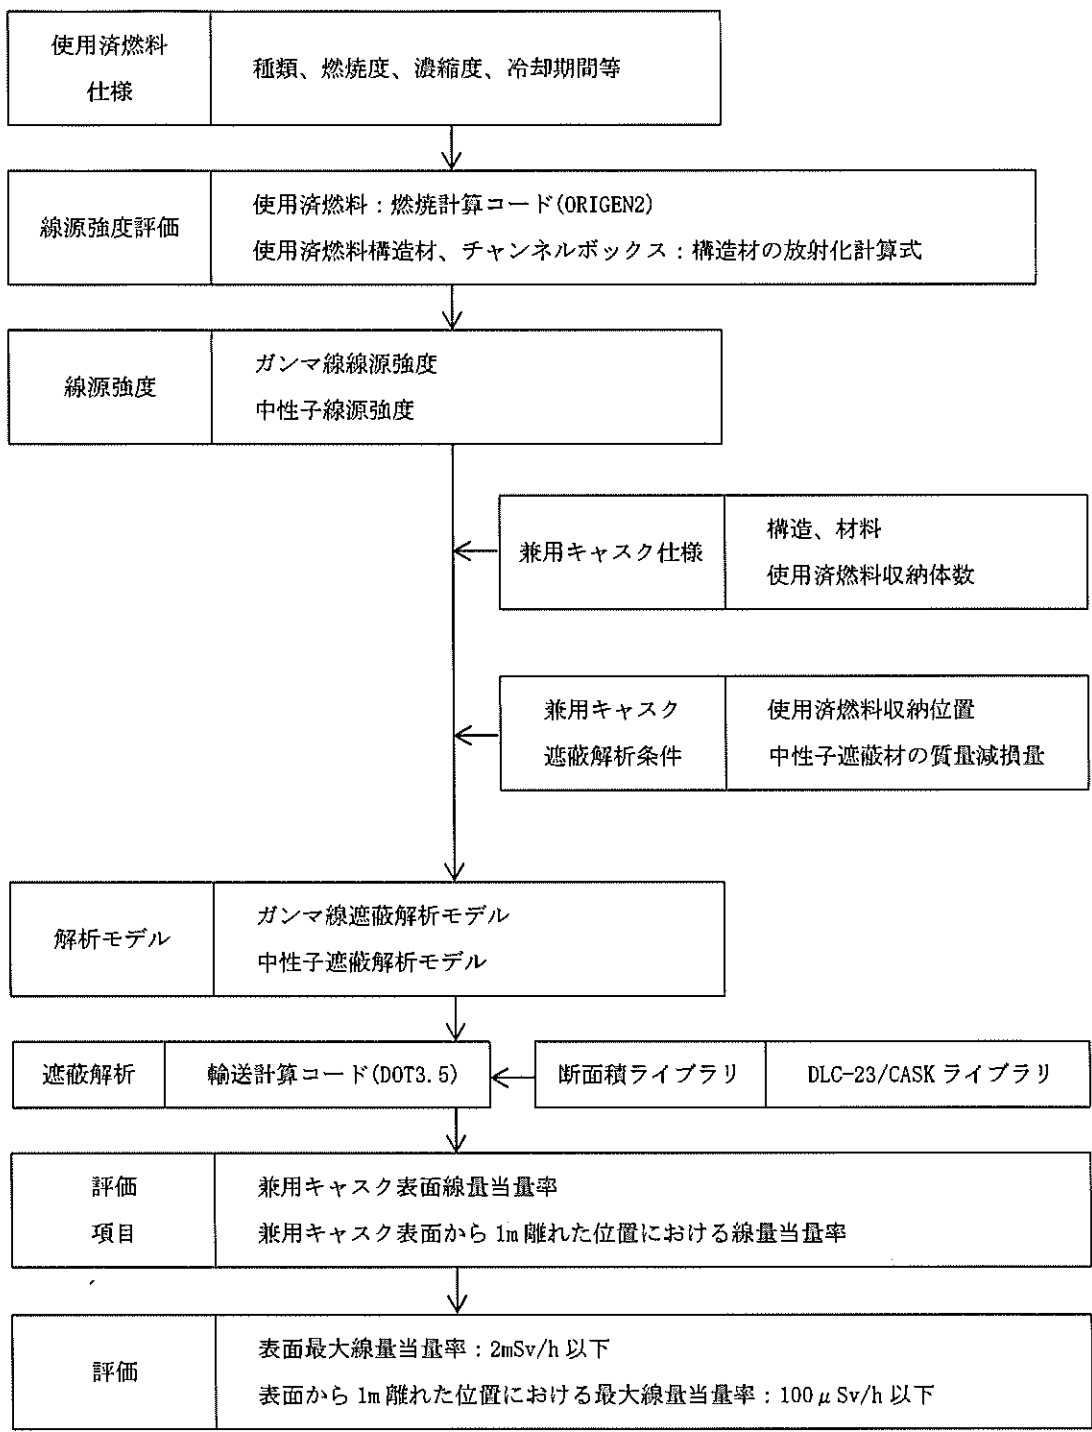 使用済燃料
仕様
種類、燃焼度、濃縮度、冷却期間等
線源強度評価
使用済燃料:燃焼計算コード(ORIGEN2)
使用済燃料構造材、チャンネルボックス:構造材の放射化計算式
線源強度
ガンマ線線源強度
中性子線源強度
兼用キャスク仕様
構造、材料
使用済燃料収納体数
兼用キャスク
遮蔽解析条件
使用済燃料収納位置
中性子遮蔽材の質量減損量
解析モデル
ガンマ線遮蔽解析モデル
中性子遮蔽解析モデル
遮蔽解析
輸送計算コード(DOT3.5)
断面積ライブラリ
DLC-23/CASK ライブラリ
評価
項目
兼用キャスク表面線量当量率
兼用キャスク表面から 1m 離れた位置における線量当量率
評価
表面最大線量当量率:2mSv/h 以下
表面から 1m 離れた位置における最大線量当量率:100μSv/h 以下